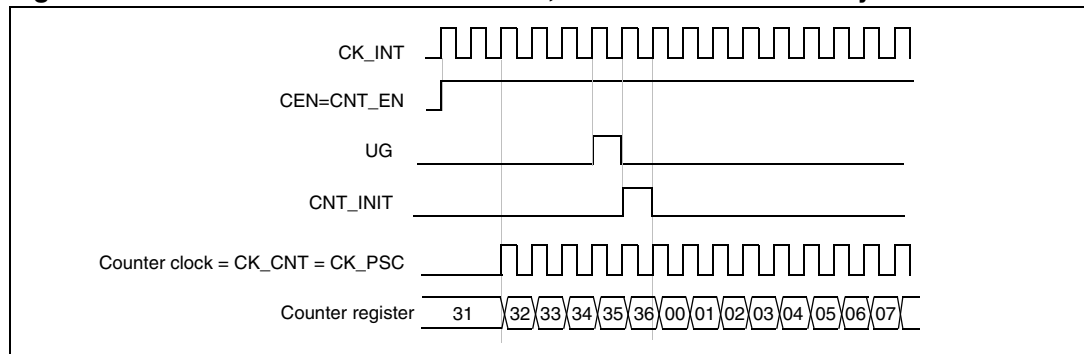 CK_INT
CEN=CNT_EN
UG
CNT_INIT
Counter clock = CK_CNT = CK_PSC
Counter register 31 32 33 34 35 36 00 01 02 03 04 05 06 07